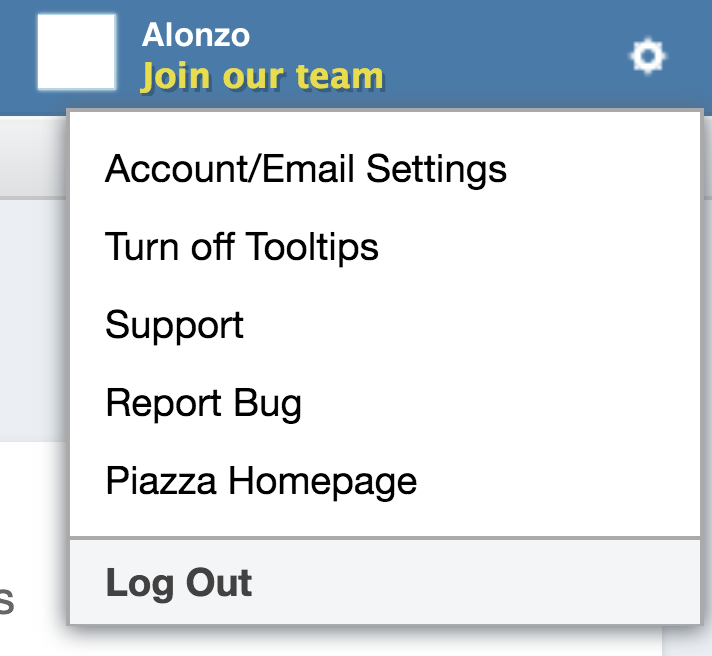 Alonzo
Join our team
Account/Email Settings
Turn off Tooltips
Support
Report Bug
Piazza Homepage
Log Out
s